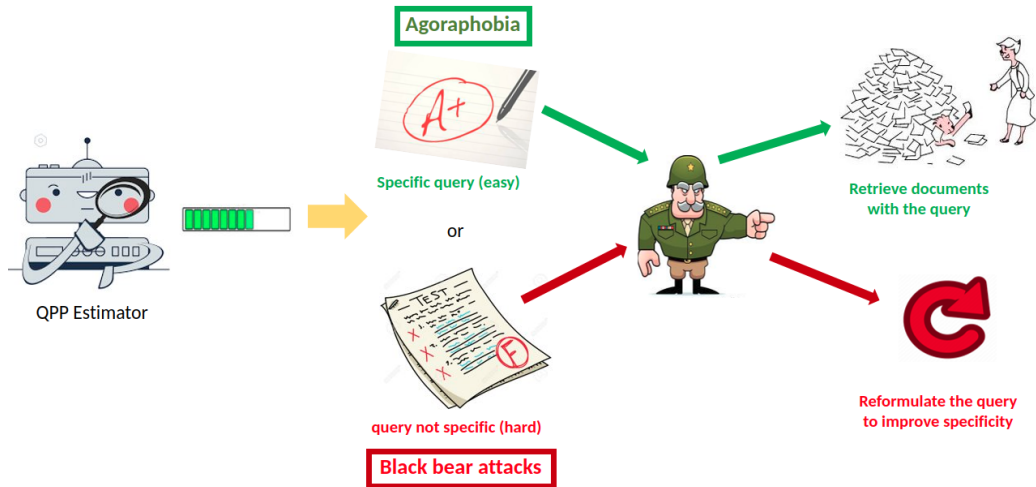 Agoraphobia
A+
Specific query (easy)
or
QPP Estimator
TEST
F
query not specific (hard)
Black bear attacks
Retrieve documents
with the query
Reformulate the query
to improve specificity